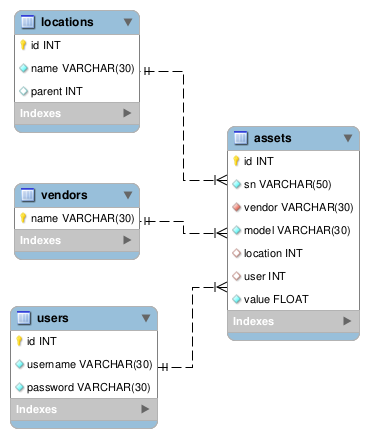 locations
id INT
name VARCHAR(30)
parent INT
Indexes
vendors
name VARCHAR(30)
Indexes
users
id INT
username VARCHAR(30)
password VARCHAR(30)
Indexes
assets
id INT
sn VARCHAR(50)
vendor VARCHAR(30)
model VARCHAR(30)
location INT
user INT
value FLOAT
Indexes